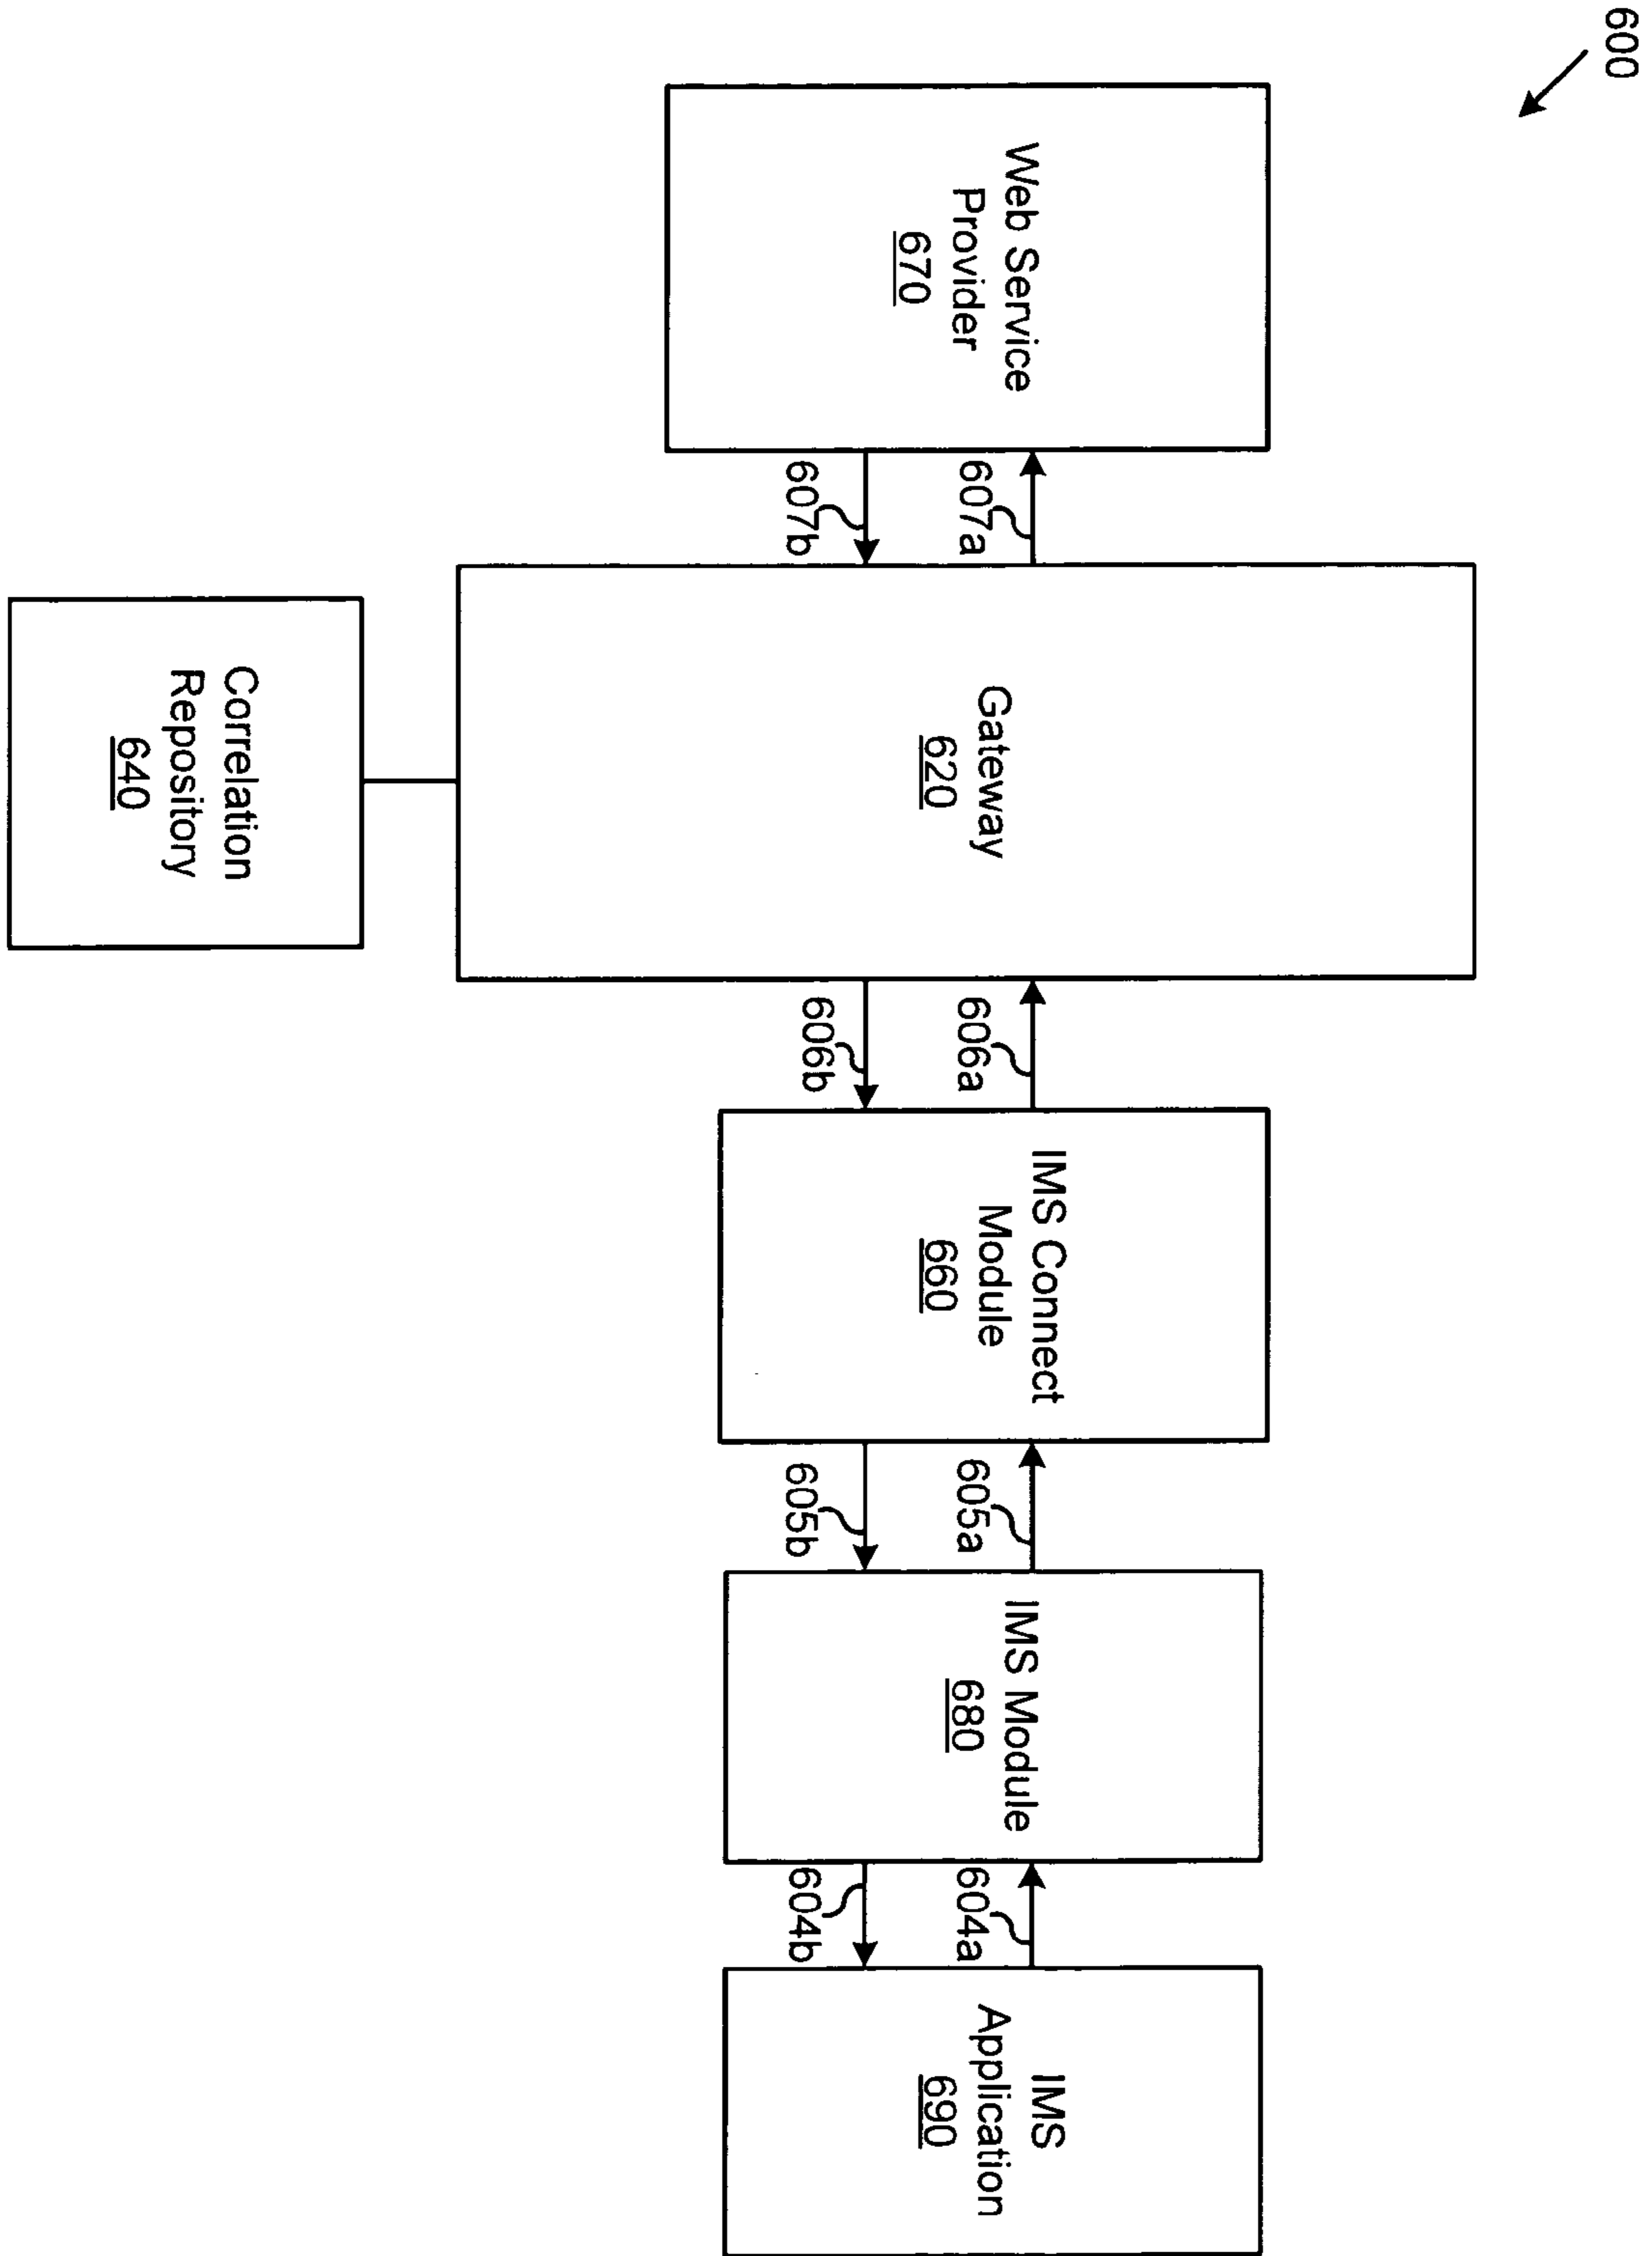 600
Web Service
Provider
670
607a
607b
Gateway
620
Correlation
Repository
640
606a
606b
IMS Connect
Module
660
605a
605b
IMS Module
680
604a
604b
IMS
Application
690